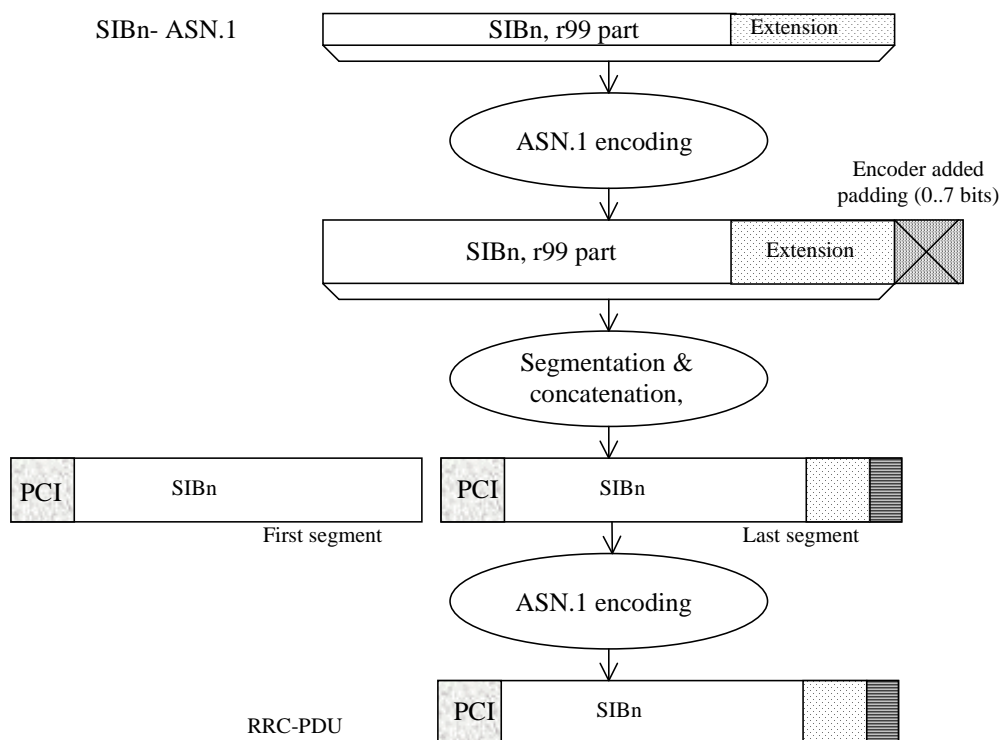 SIBn- ASN.1
SIBn, r99 part
Extension
ASN.1 encoding
Encoder added
padding (0..7 bits)
SIBn, r99 part
Extension
Segmentation &
concatenation,
PCI
SIBn
PCI
SIBn
First segment
Last segment
ASN.1 encoding
PCI
SIBn
RRC-PDU